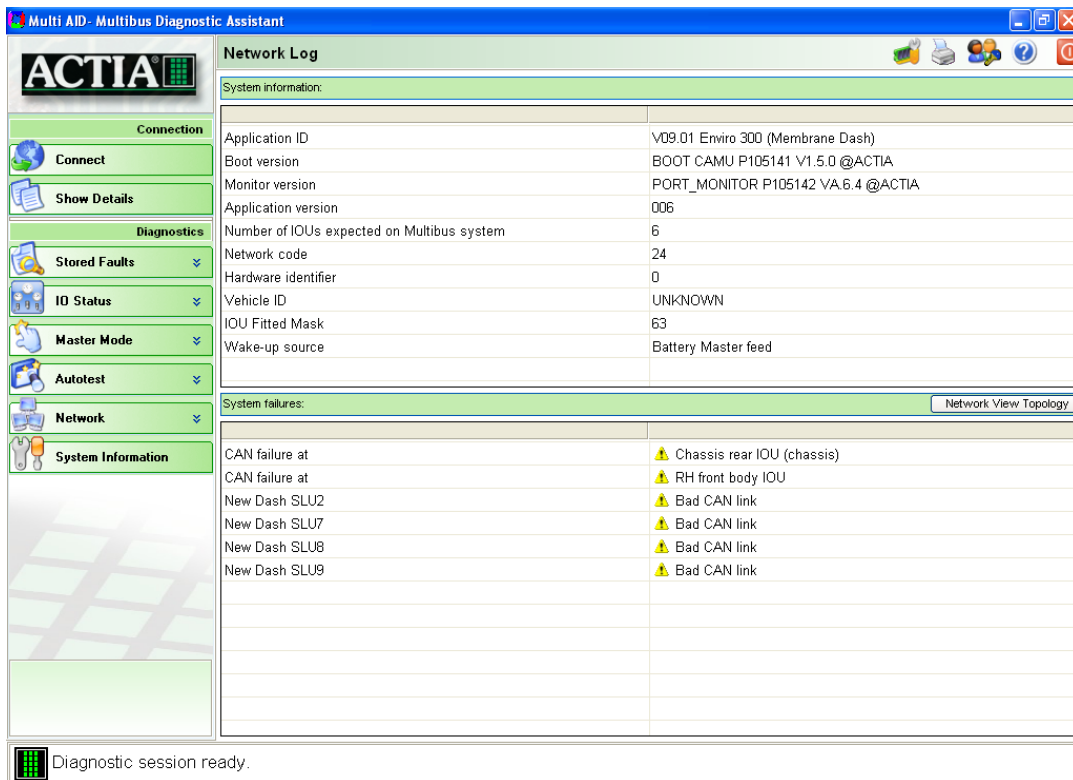 Multi AID- Multibus Diagnostic Assistant
ACTIA®
Network Log
System information:
Connection
Connect
Show Details
Diagnostics
Stored Faults
IO Status
Master Mode
Autotest
Network
System Information
Application ID V09.01 Enviro 300 (Membrane Dash)
Boot version BOOT CAMU P105141 V1.5.0 @ACTIA
Monitor version PORT_MONITOR P105142 VA.6.4 @ACTIA
Application version 006
Number of IOUs expected on Multibus system 6
Network code 24
Hardware identifier 0
Vehicle ID UNKNOWN
IOU Fitted Mask 63
Wake-up source Battery Master feed
System failures: Network View Topology
CAN failure at Chassis rear IOU (chassis)
CAN failure at RH front body IOU
New Dash SLU2 Bad CAN link
New Dash SLU7 Bad CAN link
New Dash SLU8 Bad CAN link
New Dash SLU9 Bad CAN link
Diagnostic session ready.